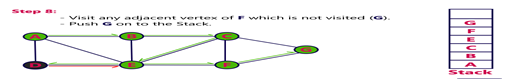 Step 8:
- Visit any adjacent vertex of F which is not visited (G).
- Push G on to the Stack.
A B C
D E F G
G
F
E
C
B
A
Stack